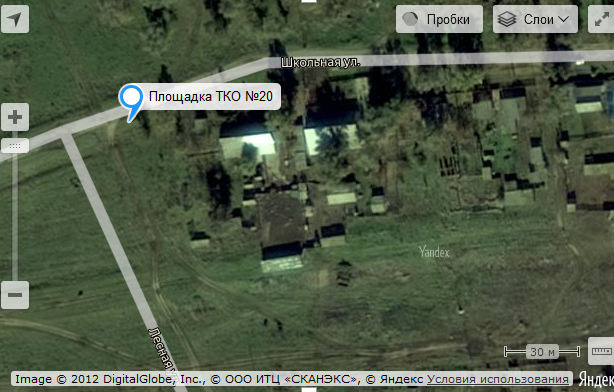 Пробки
Слои
Школьная ул.
Площадка ТКО №20
Yandex
Лесная
30 м
Image © 2012 DigitalGlobe, Inc., © ООО ИТЦ «СКАНЭКС», © Яндекс Условия использования